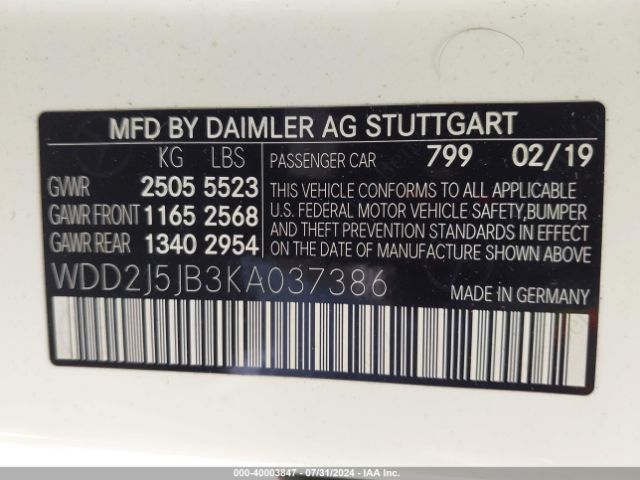 MFD BY DAIMLER AG STUTTGART
KG LBS
GVWR 2505 5523
GAWR FRONT 1165 2568
GAWR REAR 1340 2954
PASSENGER CAR 799 02/19
THIS VEHICLE CONFORMS TO ALL APPLICABLE
U.S. FEDERAL MOTOR VEHICLE SAFETY,BUMPER
AND THEFT PREVENTION STANDARDS IN EFFECT
ON THE DATE OF MANUFACTURE SHOWN ABOVE
WDD2J5JB3KA037386
MADE IN GERMANY
000-40003847 - 07/31/2024 - IAA Inc.